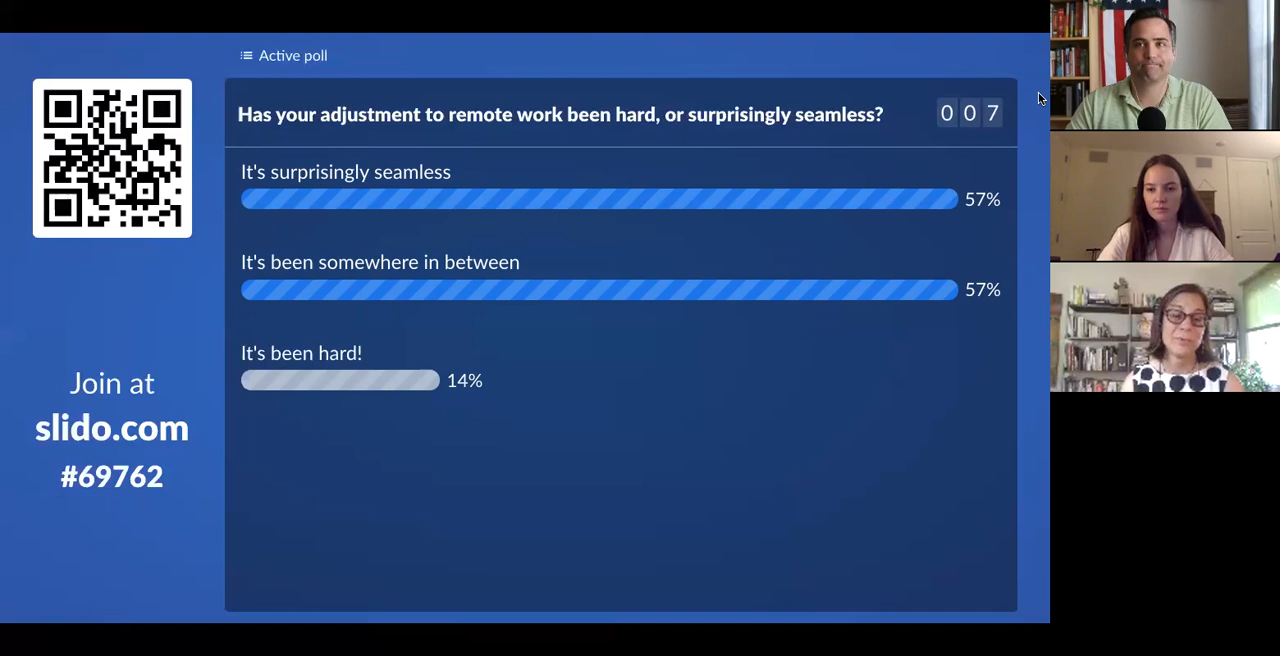 Active poll
Has your adjustment to remote work been hard, or surprisingly seamless?
0 0 7
It's surprisingly seamless
57%
It's been somewhere in between
57%
It's been hard!
14%
Join at
slido.com
#69762